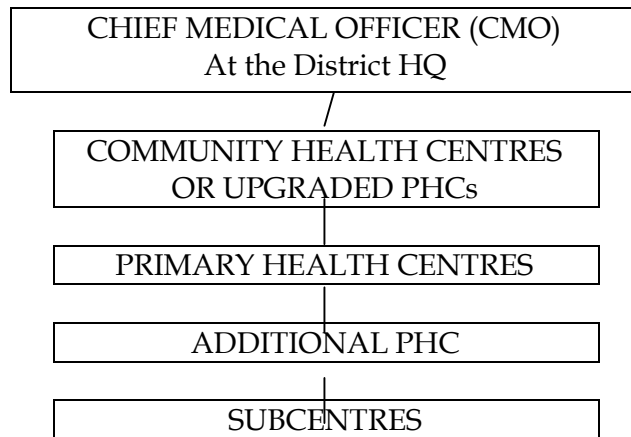 CHIEF MEDICAL OFFICER (CMO)
At the District HQ
COMMUNITY HEALTH CENTRES
OR UPGRADED PHCs
PRIMARY HEALTH CENTRES
ADDITIONAL PHC
SUBCENTRES